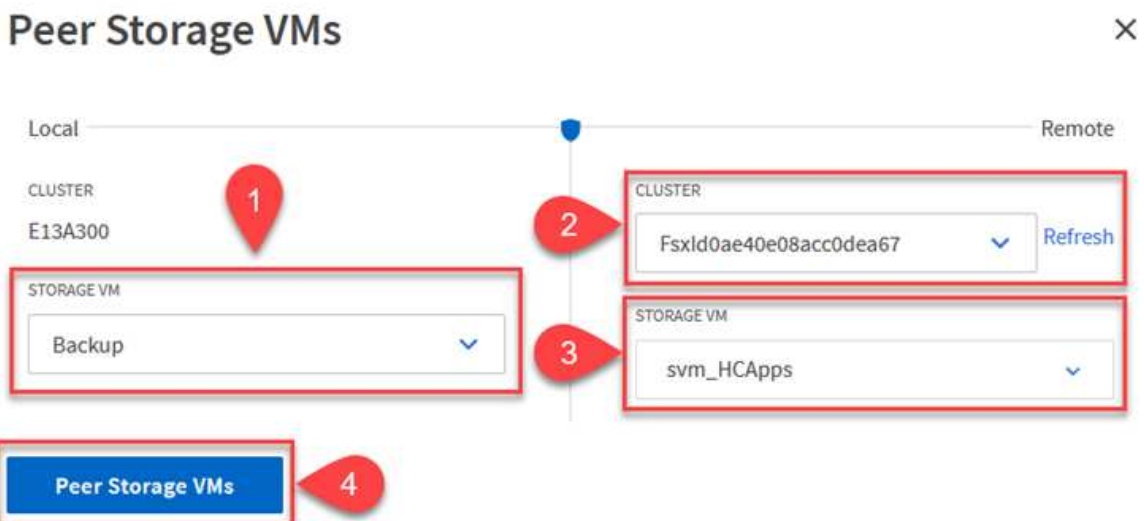 Peer Storage VMs
Local
Remote
CLUSTER
E13A300
1
STORAGE VM
Backup
2
CLUSTER
FsxId0ae40e08acc0dea67
Refresh
3
STORAGE VM
svm_HCApps
Peer Storage VMs
4